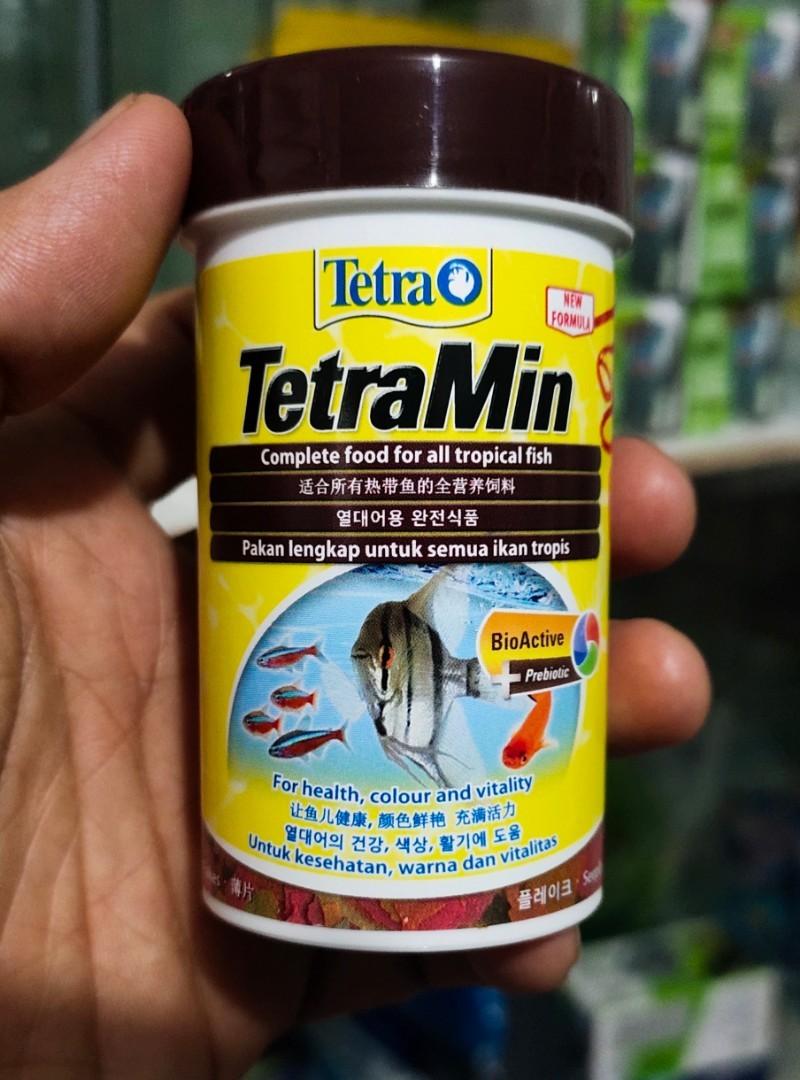 Tetra
NEW
FORMULA
TetraMin
Complete food for all tropical fish
适合所有热带鱼的全营养饲料
열대어용 완전식품
Pakan lengkap untuk semua ikan tropis
BioActive
+ Prebiotic
For health, colour and vitality
让鱼儿健康, 颜色鲜艳 充满活力
열대어의 건강, 색상, 활기에 도움
Untuk kesehatan, warna dan vitalitas
薄片
플레이크